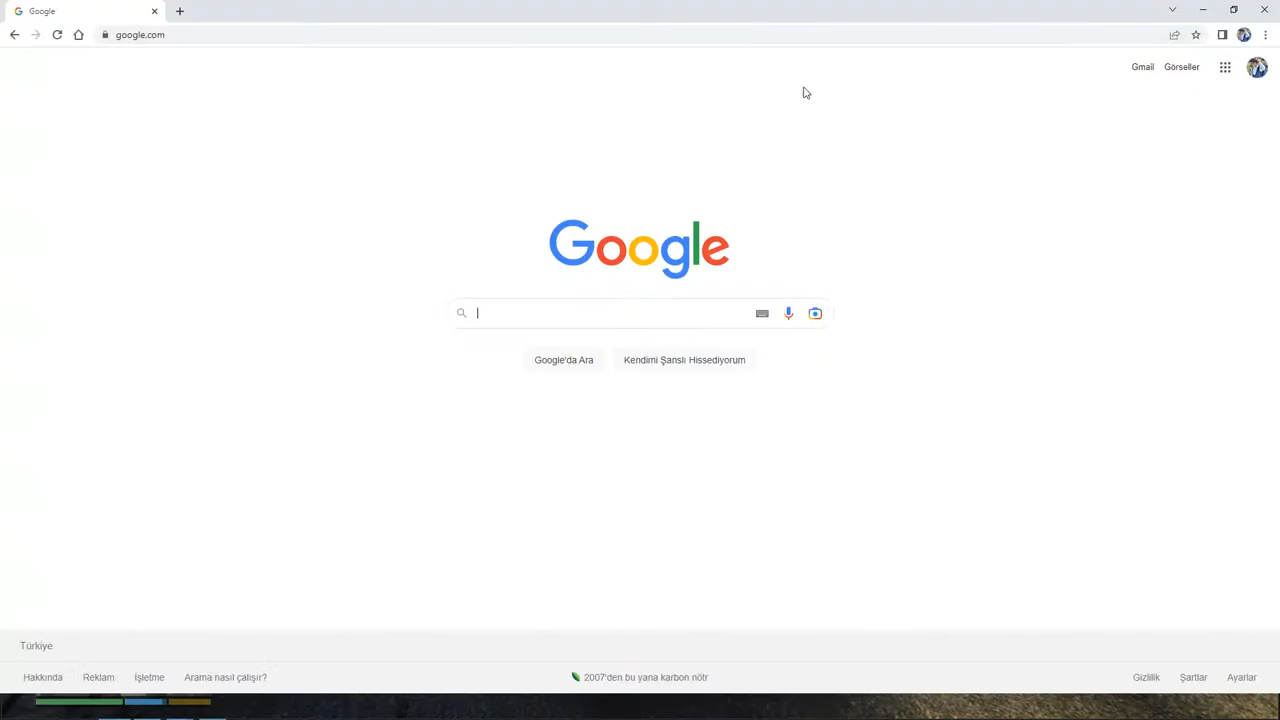 Google
google.com
Gmail Görseller
Google
Google'da Ara Kendimi Şanslı Hissediyorum
Türkiye
Hakkında Reklam İşletme Arama nasıl çalışır? 2007'den bu yana karbon nötr Gizlilik Şartlar Ayarlar